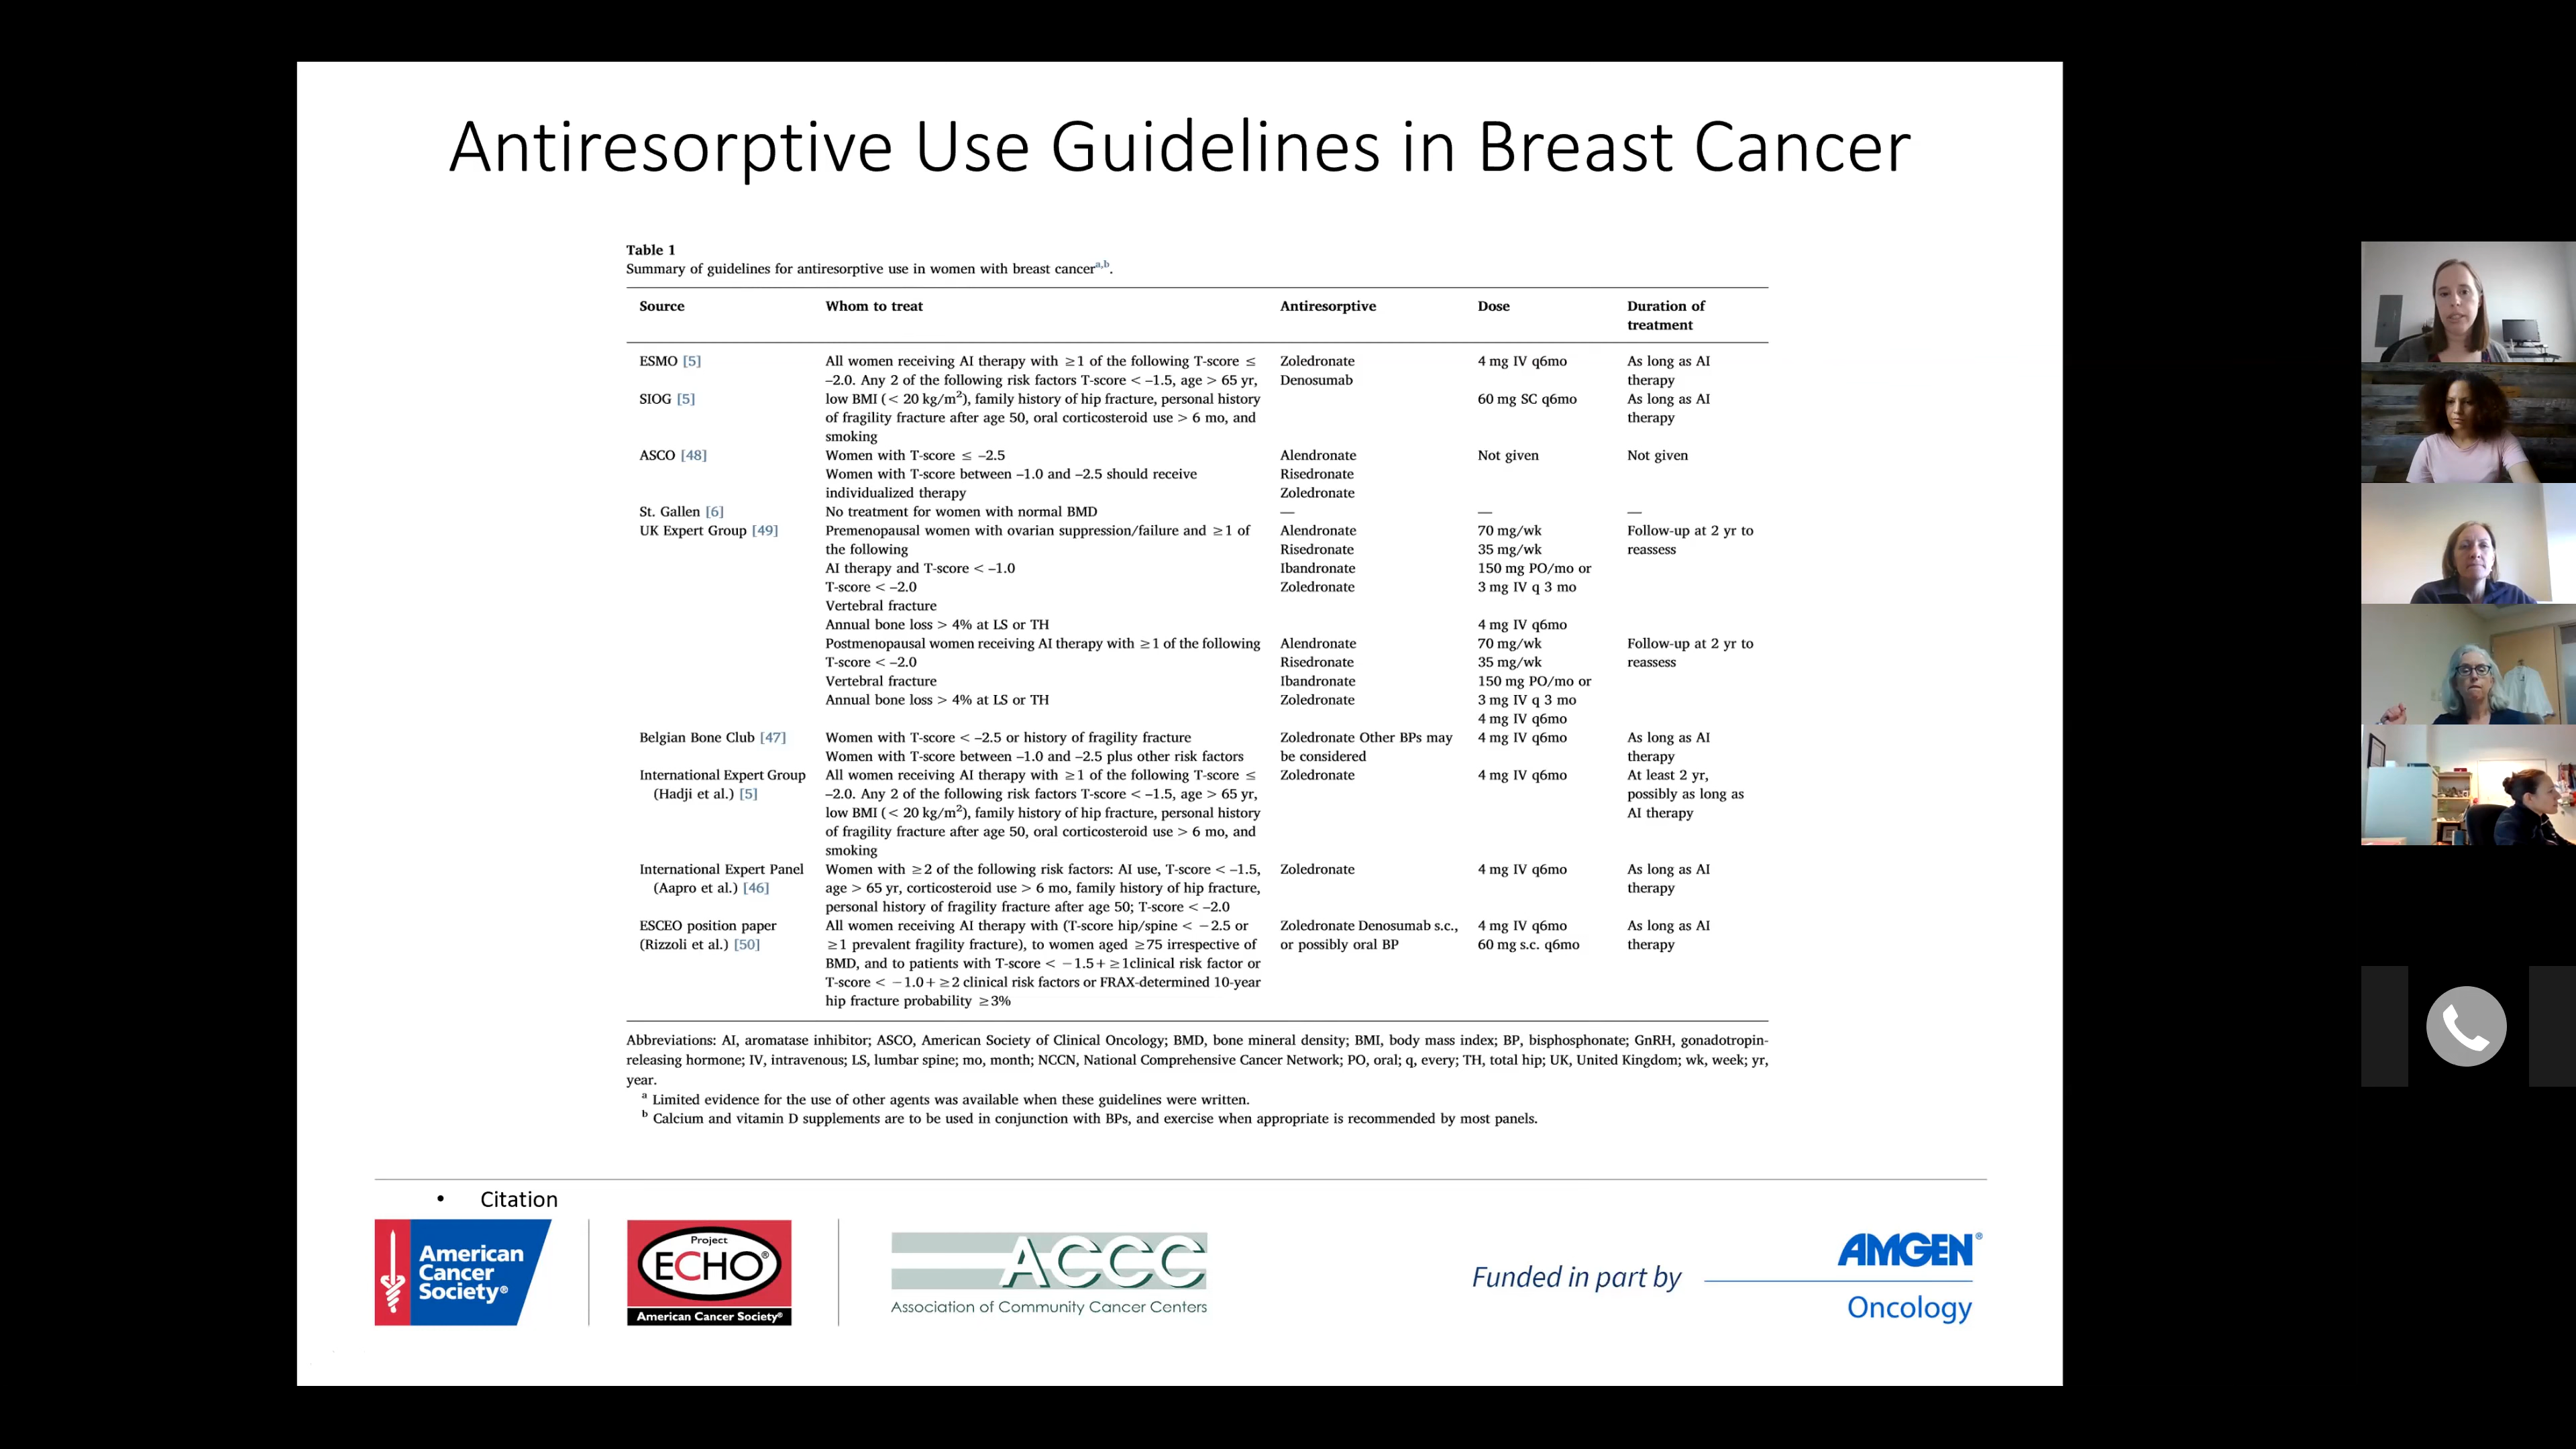 Antiresorptive Use Guidelines in Breast Cancer
Table 1
Summary of guidelines for antiresorptive use in women with breast cancer^a,b.
Source Whom to treat Antiresorptive Dose Duration of
treatment
ESMO [5] All women receiving AI therapy with ≥1 of the following T-score ≤ Zoledronate 4 mg IV q6mo As long as AI
–2.0. Any 2 of the following risk factors T-score < –1.5, age > 65 yr, Denosumab therapy
SIOG [5] low BMI (< 20 kg/m²), family history of hip fracture, personal history 60 mg SC q6mo As long as AI
of fragility fracture after age 50, oral corticosteroid use > 6 mo, and therapy
smoking
ASCO [48] Women with T-score ≤ –2.5 Alendronate Not given Not given
Women with T-score between –1.0 and –2.5 should receive Risedronate
individualized therapy Zoledronate
St. Gallen [6] No treatment for women with normal BMD — — —
UK Expert Group [49] Premenopausal women with ovarian suppression/failure and ≥1 of Alendronate 70 mg/wk Follow-up at 2 yr to
the following Risedronate 35 mg/wk reassess
AI therapy and T-score < –1.0 Ibandronate 150 mg PO/mo or
T-score < –2.0 Zoledronate 3 mg IV q 3 mo
Vertebral fracture
Annual bone loss > 4% at LS or TH 4 mg IV q6mo
Postmenopausal women receiving AI therapy with ≥1 of the following Alendronate 70 mg/wk Follow-up at 2 yr to
T-score < –2.0 Risedronate 35 mg/wk reassess
Vertebral fracture Ibandronate 150 mg PO/mo or
Annual bone loss > 4% at LS or TH Zoledronate 3 mg IV q 3 mo
4 mg IV q6mo
Belgian Bone Club [47] Women with T-score < –2.5 or history of fragility fracture Zoledronate Other BPs may 4 mg IV q6mo As long as AI
Women with T-score between –1.0 and –2.5 plus other risk factors be considered therapy
International Expert Group All women receiving AI therapy with ≥1 of the following T-score ≤ Zoledronate 4 mg IV q6mo At least 2 yr,
(Hadji et al.) [5] –2.0. Any 2 of the following risk factors T-score < –1.5, age > 65 yr, possibly as long as
low BMI (< 20 kg/m²), family history of hip fracture, personal history AI therapy
of fragility fracture after age 50, oral corticosteroid use > 6 mo, and
smoking
International Expert Panel Women with ≥2 of the following risk factors: AI use, T-score < –1.5, Zoledronate 4 mg IV q6mo As long as AI
(Aapro et al.) [46] age > 65 yr, corticosteroid use > 6 mo, family history of hip fracture, therapy
personal history of fragility fracture after age 50; T-score < –2.0
ESCEO position paper All women receiving AI therapy with (T-score hip/spine < −2.5 or Zoledronate Denosumab s.c., 4 mg IV q6mo As long as AI
(Rizzoli et al.) [50] ≥1 prevalent fragility fracture), to women aged ≥75 irrespective of or possibly oral BP 60 mg s.c. q6mo therapy
BMD, and to patients with T-score < −1.5+ ≥1clinical risk factor or
T-score < −1.0+ ≥2 clinical risk factors or FRAX-determined 10-year
hip fracture probability ≥3%
Abbreviations: AI, aromatase inhibitor; ASCO, American Society of Clinical Oncology; BMD, bone mineral density; BMI, body mass index; BP, bisphosphonate; GnRH, gonadotropin-
releasing hormone; IV, intravenous; LS, lumbar spine; mo, month; NCCN, National Comprehensive Cancer Network; PO, oral; q, every; TH, total hip; UK, United Kingdom; wk, week; yr,
year.
a Limited evidence for the use of other agents was available when these guidelines were written.
b Calcium and vitamin D supplements are to be used in conjunction with BPs, and exercise when appropriate is recommended by most panels.
• Citation
American
Cancer
Society®
Project
ECHO®
American Cancer Society®
ACCC
Association of Community Cancer Centers
Funded in part by
AMGEN®
Oncology